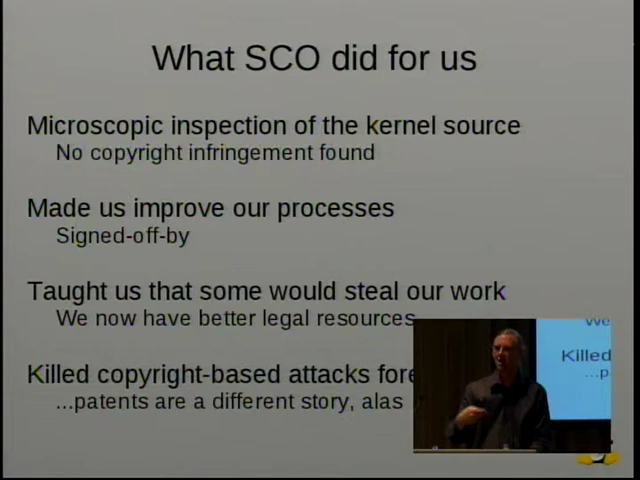 What SCO did for us
Microscopic inspection of the kernel source
No copyright infringement found
Made us improve our processes
Signed-off-by
Taught us that some would steal our work
We now have better legal resources
Killed copyright-based attacks fore
...patents are a different story, alas
We
Killed
...p